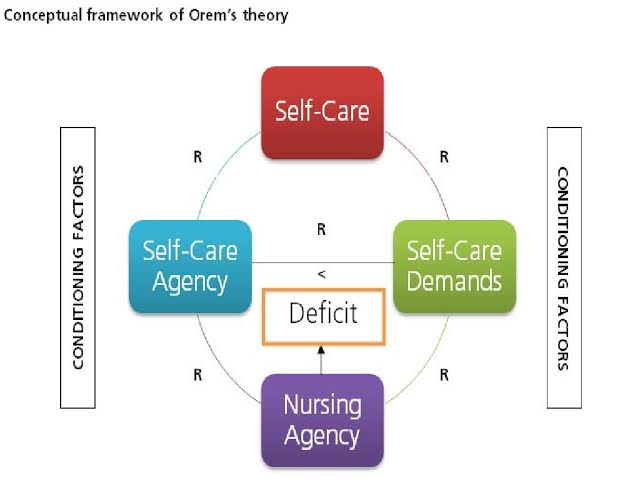 Conceptual framework of Orem's theory
Self-Care
R
R
CONDITIONING FACTORS
CONDITIONING FACTORS
R
Self-Care
Agency
Self-Care
Demands
<
Deficit
R
R
Nursing
Agency